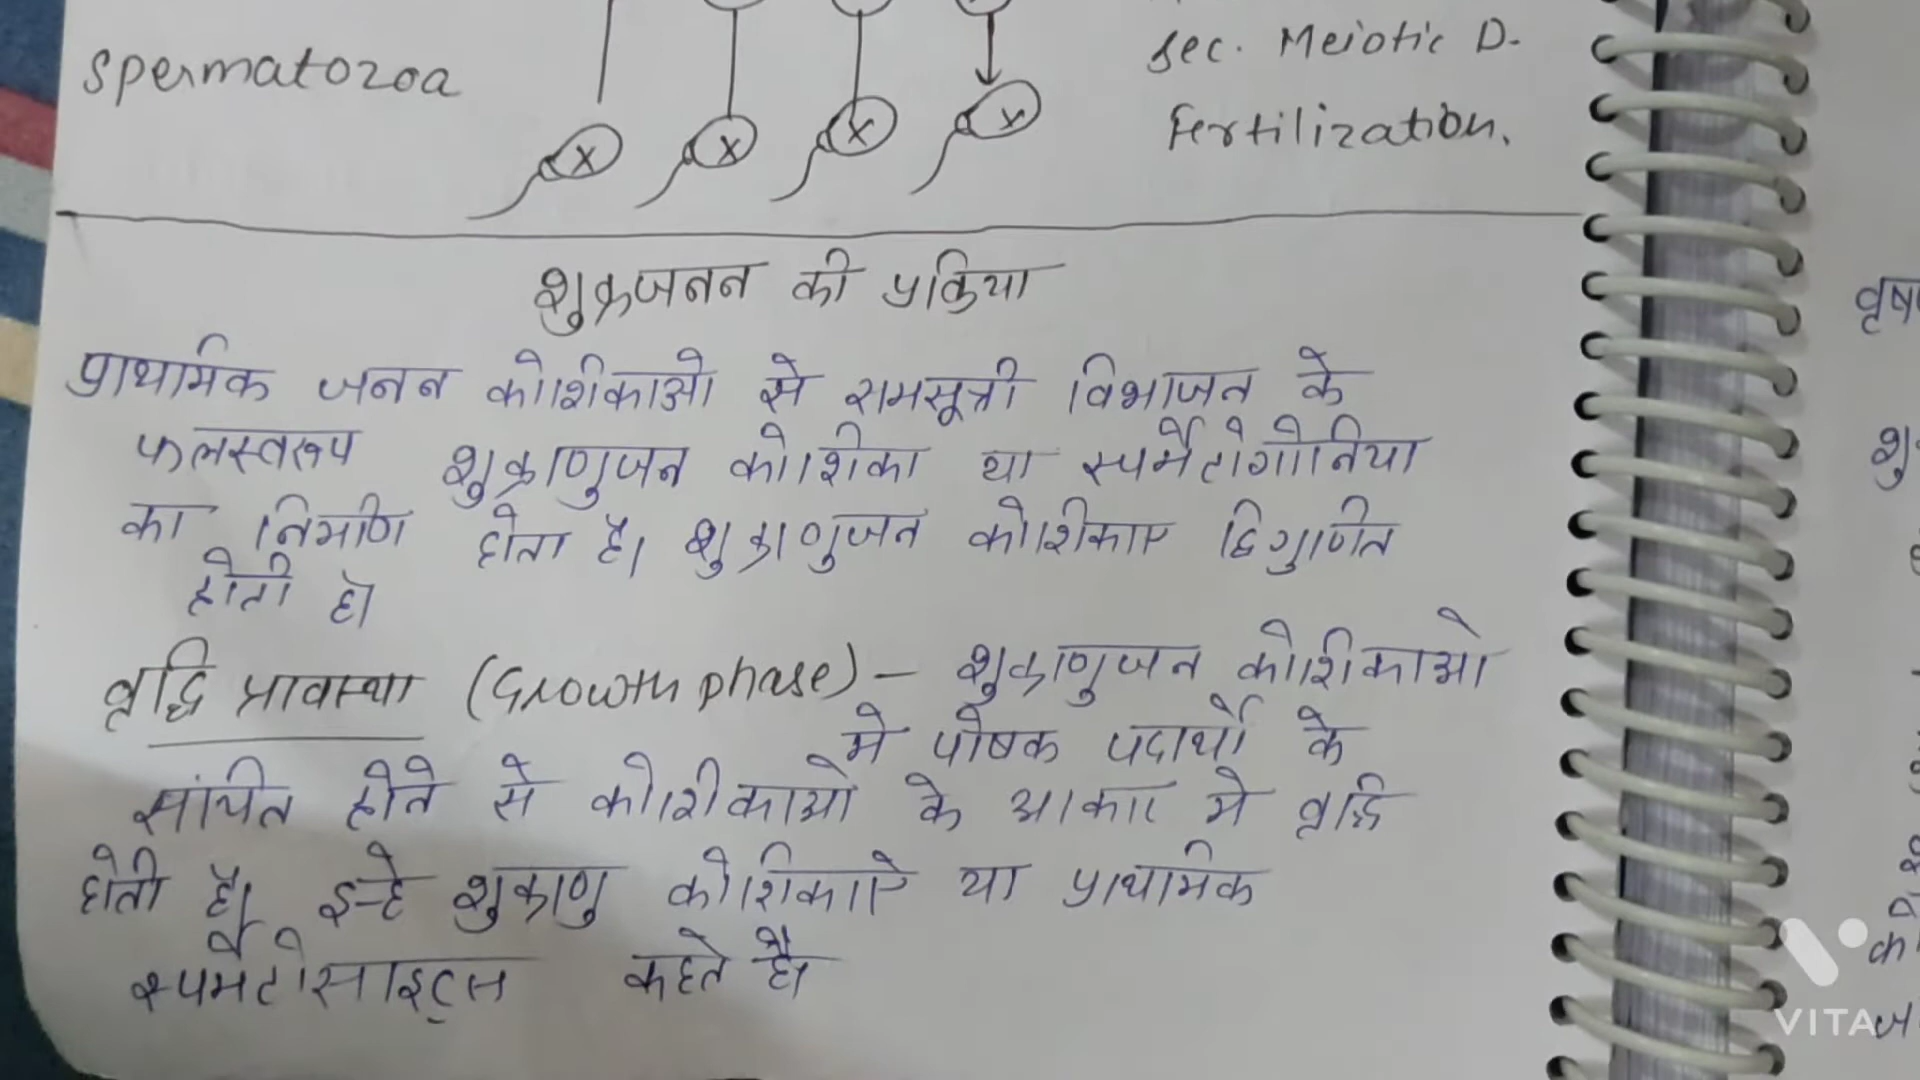 spermatozoa
sec. Meiotic D.
Fertilization.
x x x x
शुक्रजनन की प्रक्रिया
प्राथमिक जनन कोशिकाओ से समसूत्री विभाजन के
फलस्वरूप शुक्राणुजन कोशिका या स्पर्मेटोगोनिया
का निर्माण होता है। शुक्राणुजन कोशिकाए द्विगुणित
होती है।
वृद्धि प्रावस्था (Growth phase) - शुक्राणुजन कोशिकाओ
मे पोषक पदार्थो के
संचित होने से कोशिकाओ के आकार मे वृद्धि
होती है। इन्हे शुक्राणु कोशिकाऐ या प्राथमिक
स्पर्मेटोसाइट्स कहते है।
VITA